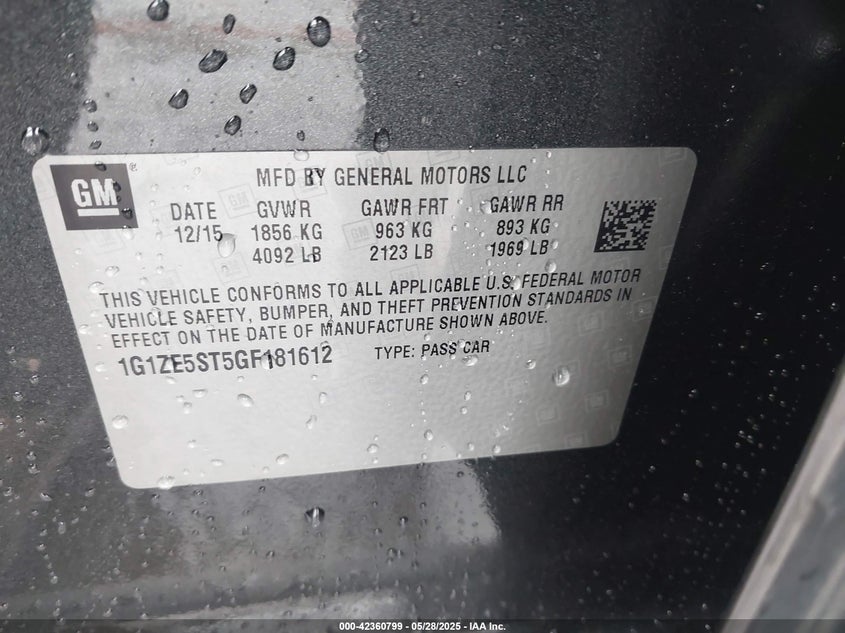 GM
MFD BY GENERAL MOTORS LLC
DATE GVWR GAWR FRT GAWR RR
12/15 1856 KG 963 KG 893 KG
4092 LB 2123 LB 1969 LB
THIS VEHICLE CONFORMS TO ALL APPLICABLE U.S. FEDERAL MOTOR
VEHICLE SAFETY, BUMPER, AND THEFT PREVENTION STANDARDS IN
EFFECT ON THE DATE OF MANUFACTURE SHOWN ABOVE.
1G1ZE5ST5GF181612 TYPE: PASS CAR
000-42360799 - 05/28/2025 - IAA Inc.